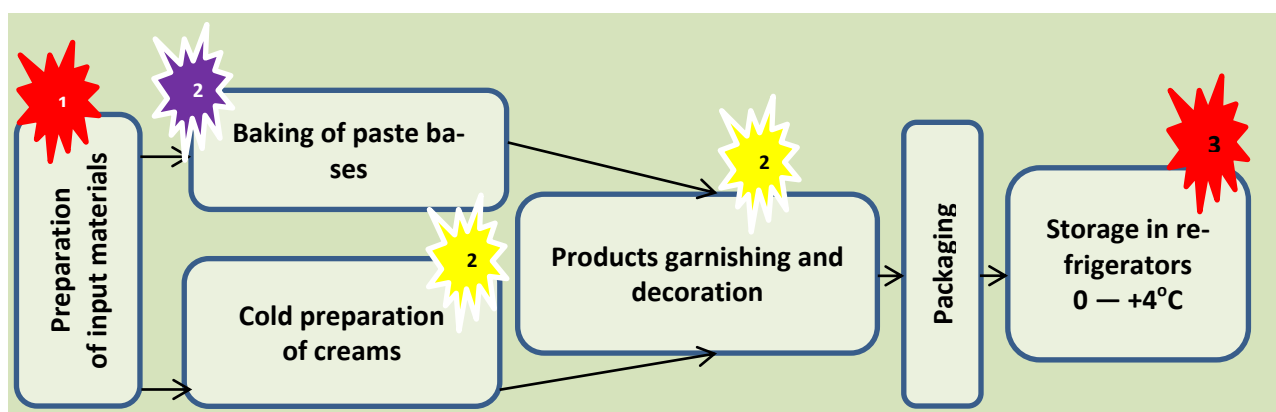 1
Preparation
of input materials
2
Baking of paste ba-
ses
2
Cold preparation
of creams
2
Products garnishing and
decoration
Packaging
3
Storage in re-
frigerators
0 — +4°C